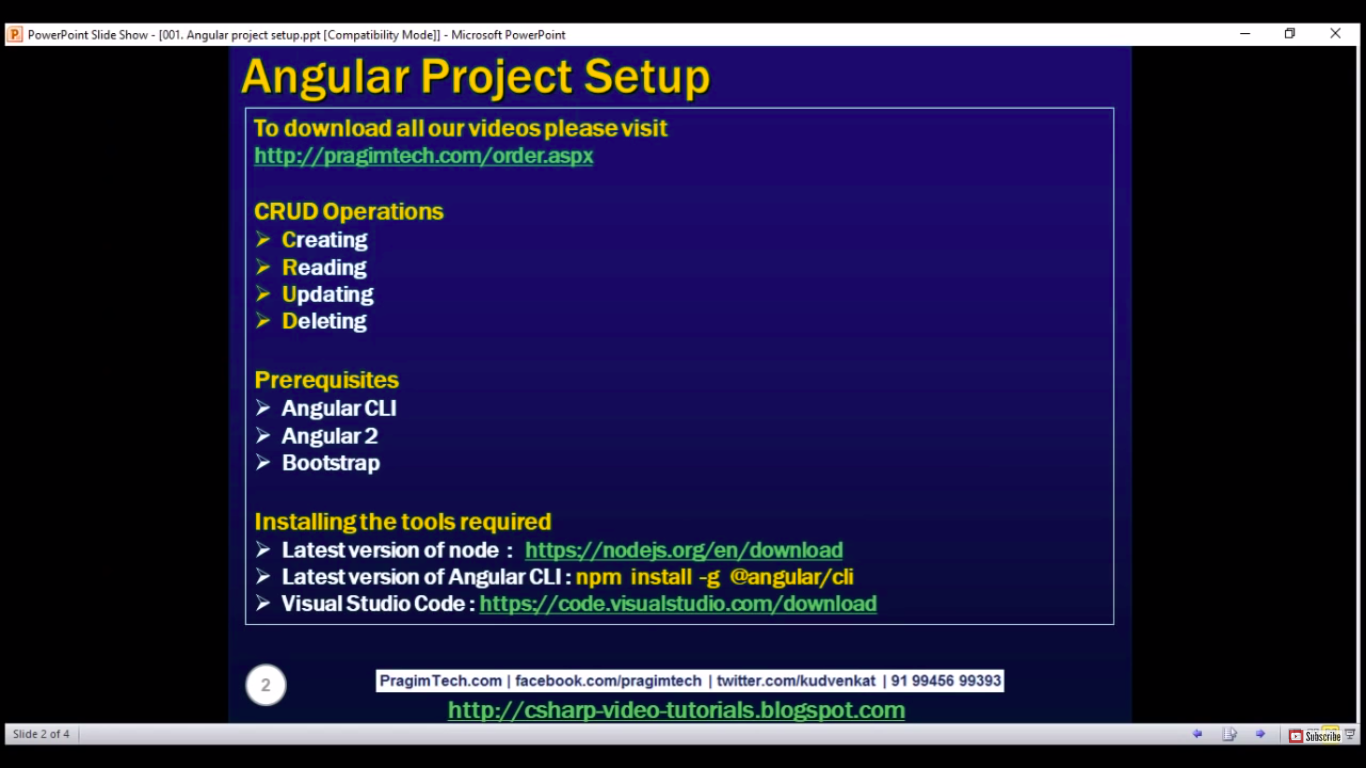 PowerPoint Slide Show - [001. Angular project setup.ppt [Compatibility Mode]] - Microsoft PowerPoint
Angular Project Setup
To download all our videos please visit
http://pragimtech.com/order.aspx
CRUD Operations
Creating
Reading
Updating
Deleting
Prerequisites
Angular CLI
Angular 2
Bootstrap
Installing the tools required
Latest version of node : https://nodejs.org/en/download
Latest version of Angular CLI : npm install -g @angular/cli
Visual Studio Code : https://code.visualstudio.com/download
2
PragimTech.com | facebook.com/pragimtech | twitter.com/kudvenkat | 91 99456 99393
http://csharp-video-tutorials.blogspot.com
Slide 2 of 4
Subscribe